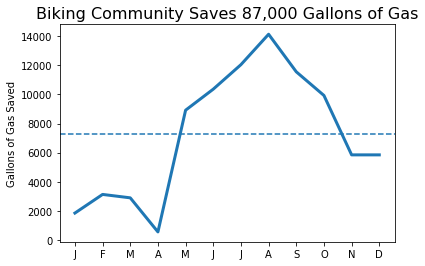 Biking Community Saves 87,000 Gallons of Gas
Gallons of Gas Saved
14000
12000
10000
8000
6000
4000
2000
0
J F M A M J J A S O N D